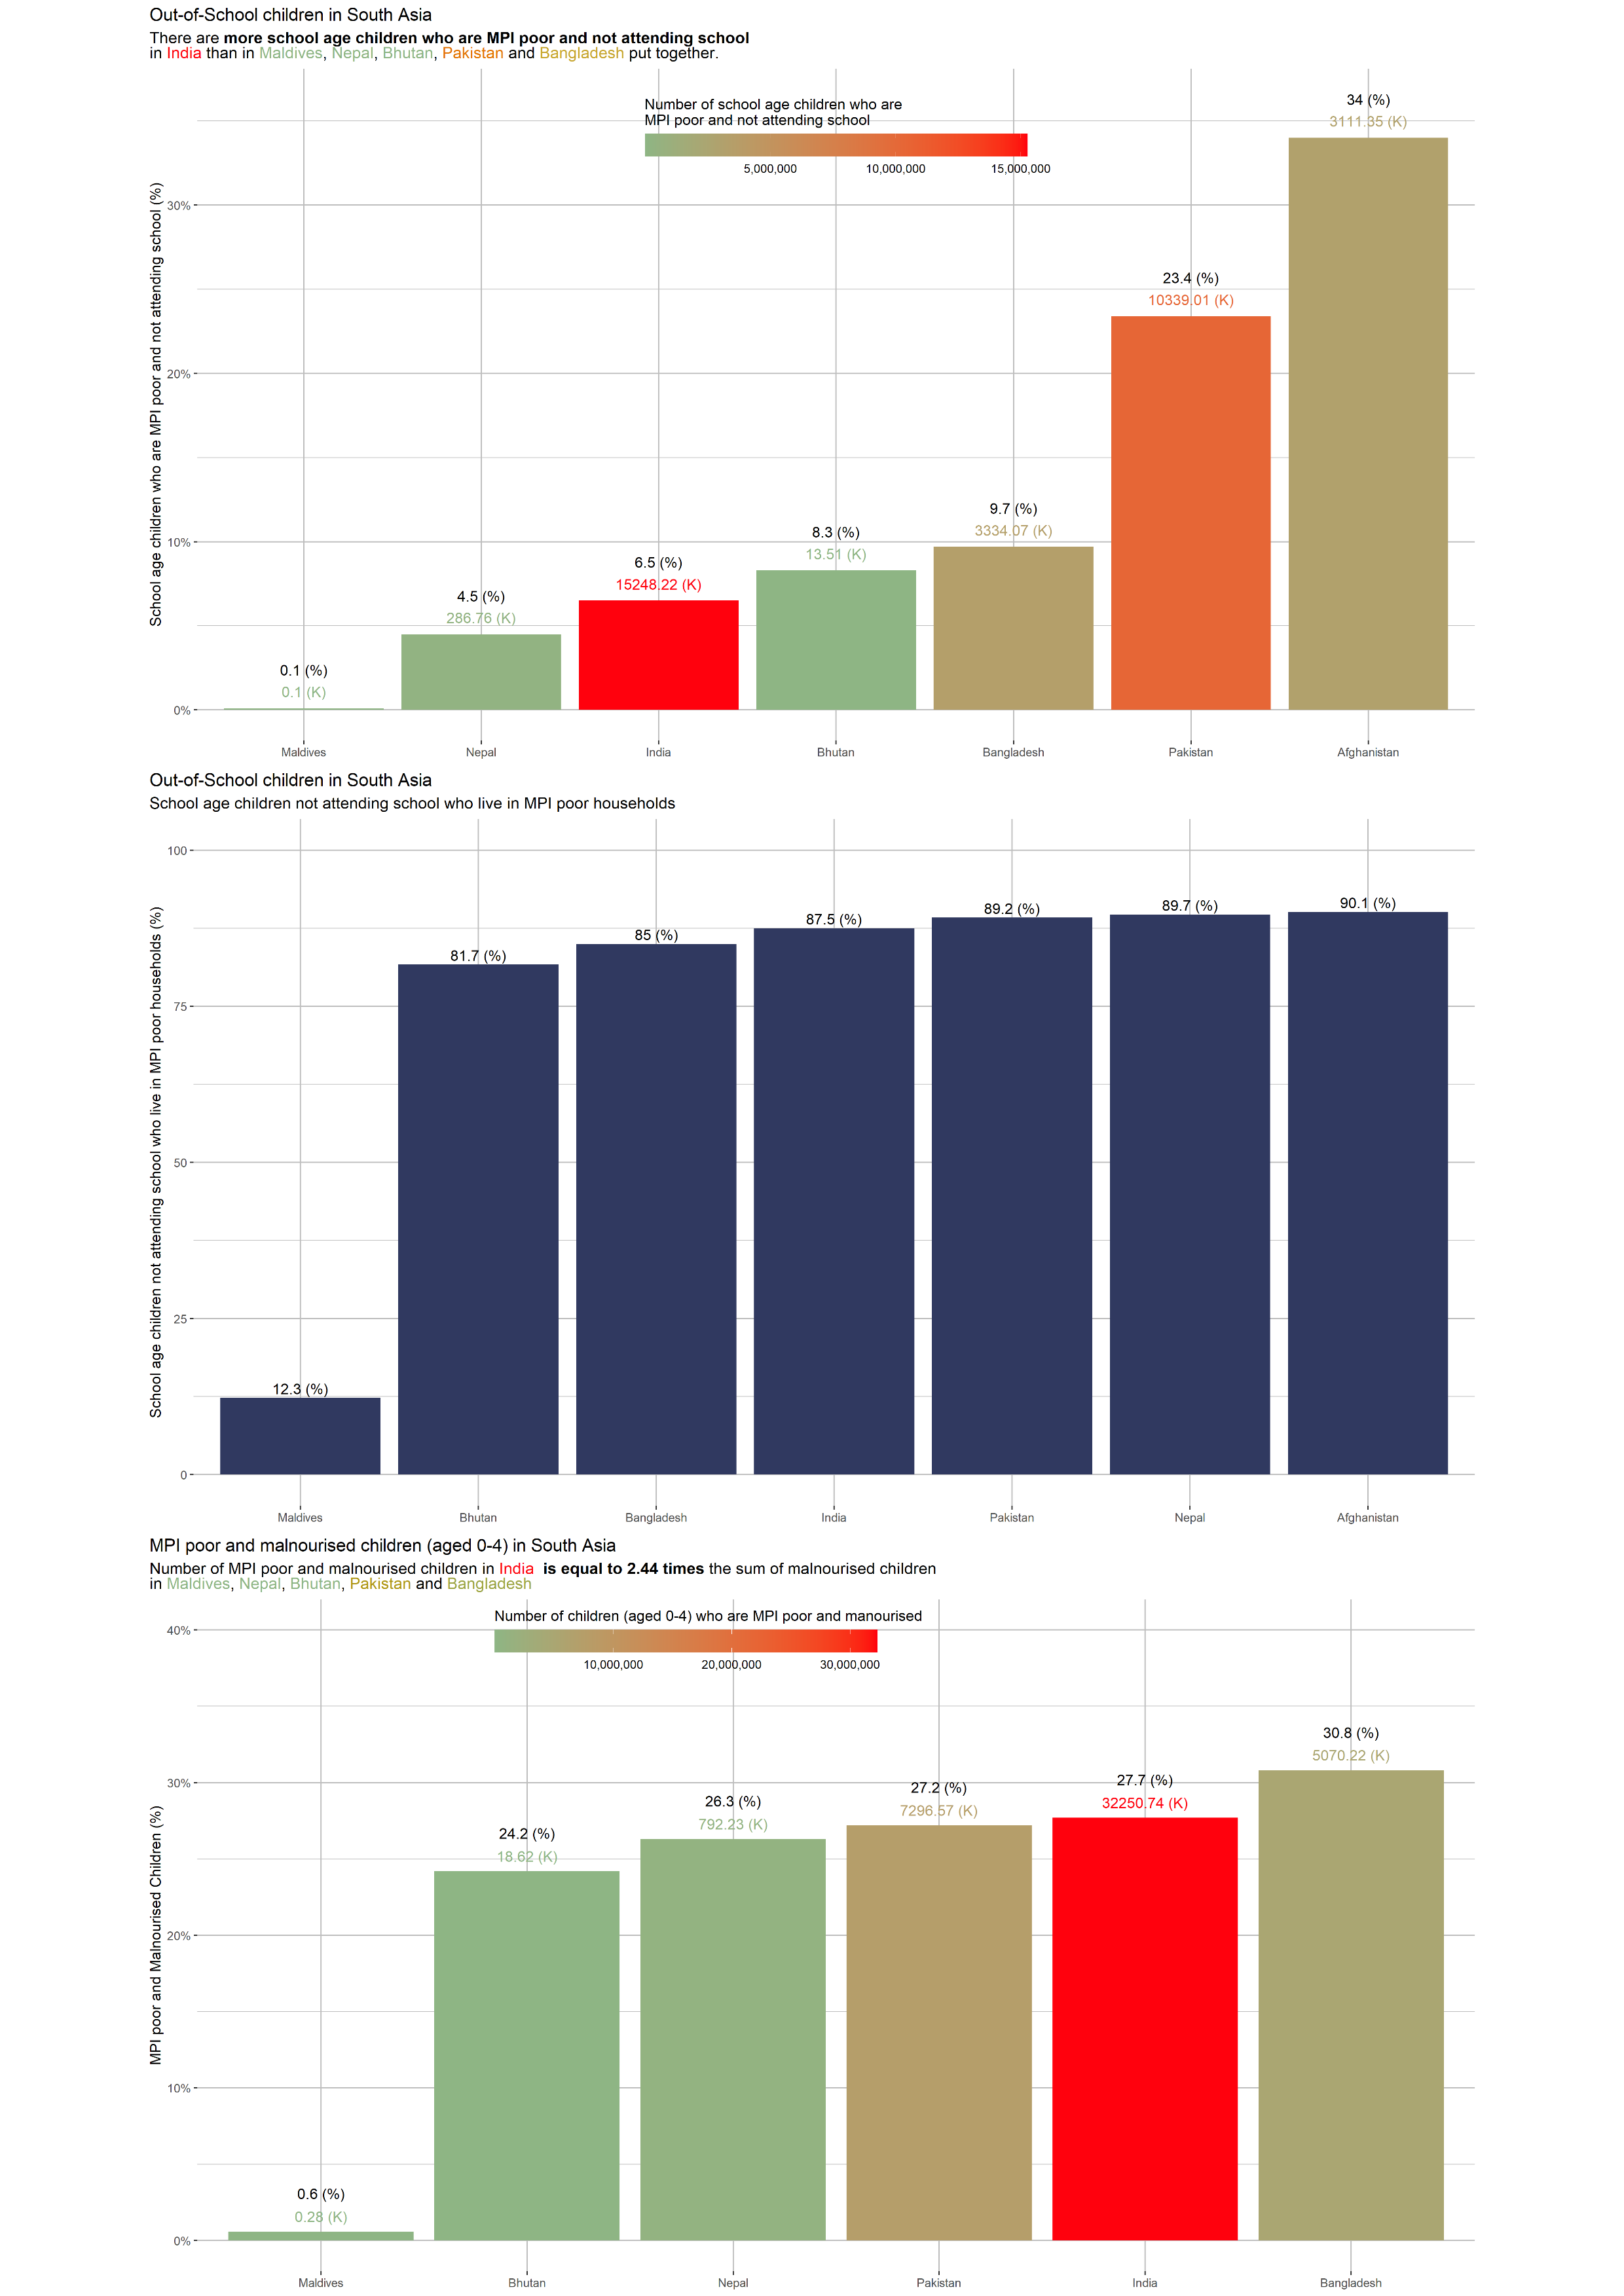 Out-of-School children in South Asia
There are more school age children who are MPI poor and not attending school
in India than in Maldives, Nepal, Bhutan, Pakistan and Bangladesh put together.
Number of school age children who are
MPI poor and not attending school
5,000,000 10,000,000 15,000,000
School age children who are MPI poor and not attending school (%)
30%
20%
10%
0%
0.1 (%)
0.1 (K)
4.5 (%)
286.76 (K)
6.5 (%)
15248.22 (K)
8.3 (%)
13.51 (K)
9.7 (%)
3334.07 (K)
23.4 (%)
10339.01 (K)
34 (%)
3111.35 (K)
Maldives Nepal India Bhutan Bangladesh Pakistan Afghanistan
Out-of-School children in South Asia
School age children not attending school who live in MPI poor households
School age children not attending school who live in MPI poor households (%)
100
75
50
25
0
12.3 (%)
81.7 (%)
85 (%)
87.5 (%)
89.2 (%)
89.7 (%)
90.1 (%)
Maldives Bhutan Bangladesh India Pakistan Nepal Afghanistan
MPI poor and malnourised children (aged 0-4) in South Asia
Number of MPI poor and malnourised children in India is equal to 2.44 times the sum of malnourised children
in Maldives, Nepal, Bhutan, Pakistan and Bangladesh
Number of children (aged 0-4) who are MPI poor and manourised
10,000,000 20,000,000 30,000,000
MPI poor and Malnourised Children (%)
40%
30%
20%
10%
0%
0.6 (%)
0.28 (K)
24.2 (%)
18.62 (K)
26.3 (%)
792.23 (K)
27.2 (%)
7296.57 (K)
27.7 (%)
32250.74 (K)
30.8 (%)
5070.22 (K)
Maldives Bhutan Nepal Pakistan India Bangladesh